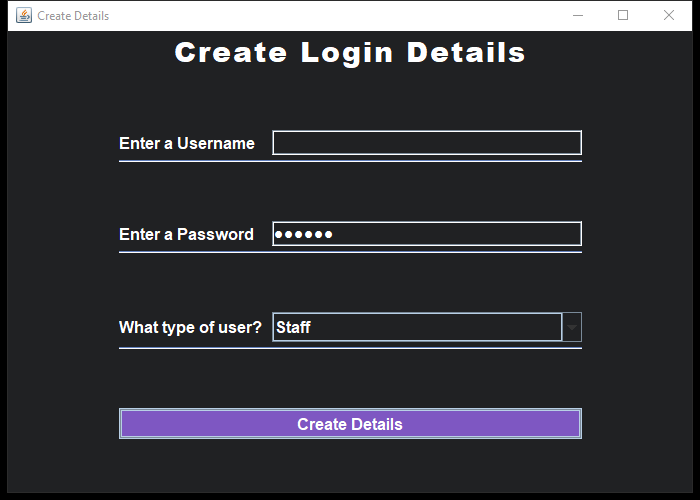 Create Details
Create Login Details
Enter a Username
Enter a Password ●●●●●●
What type of user? Staff
Create Details